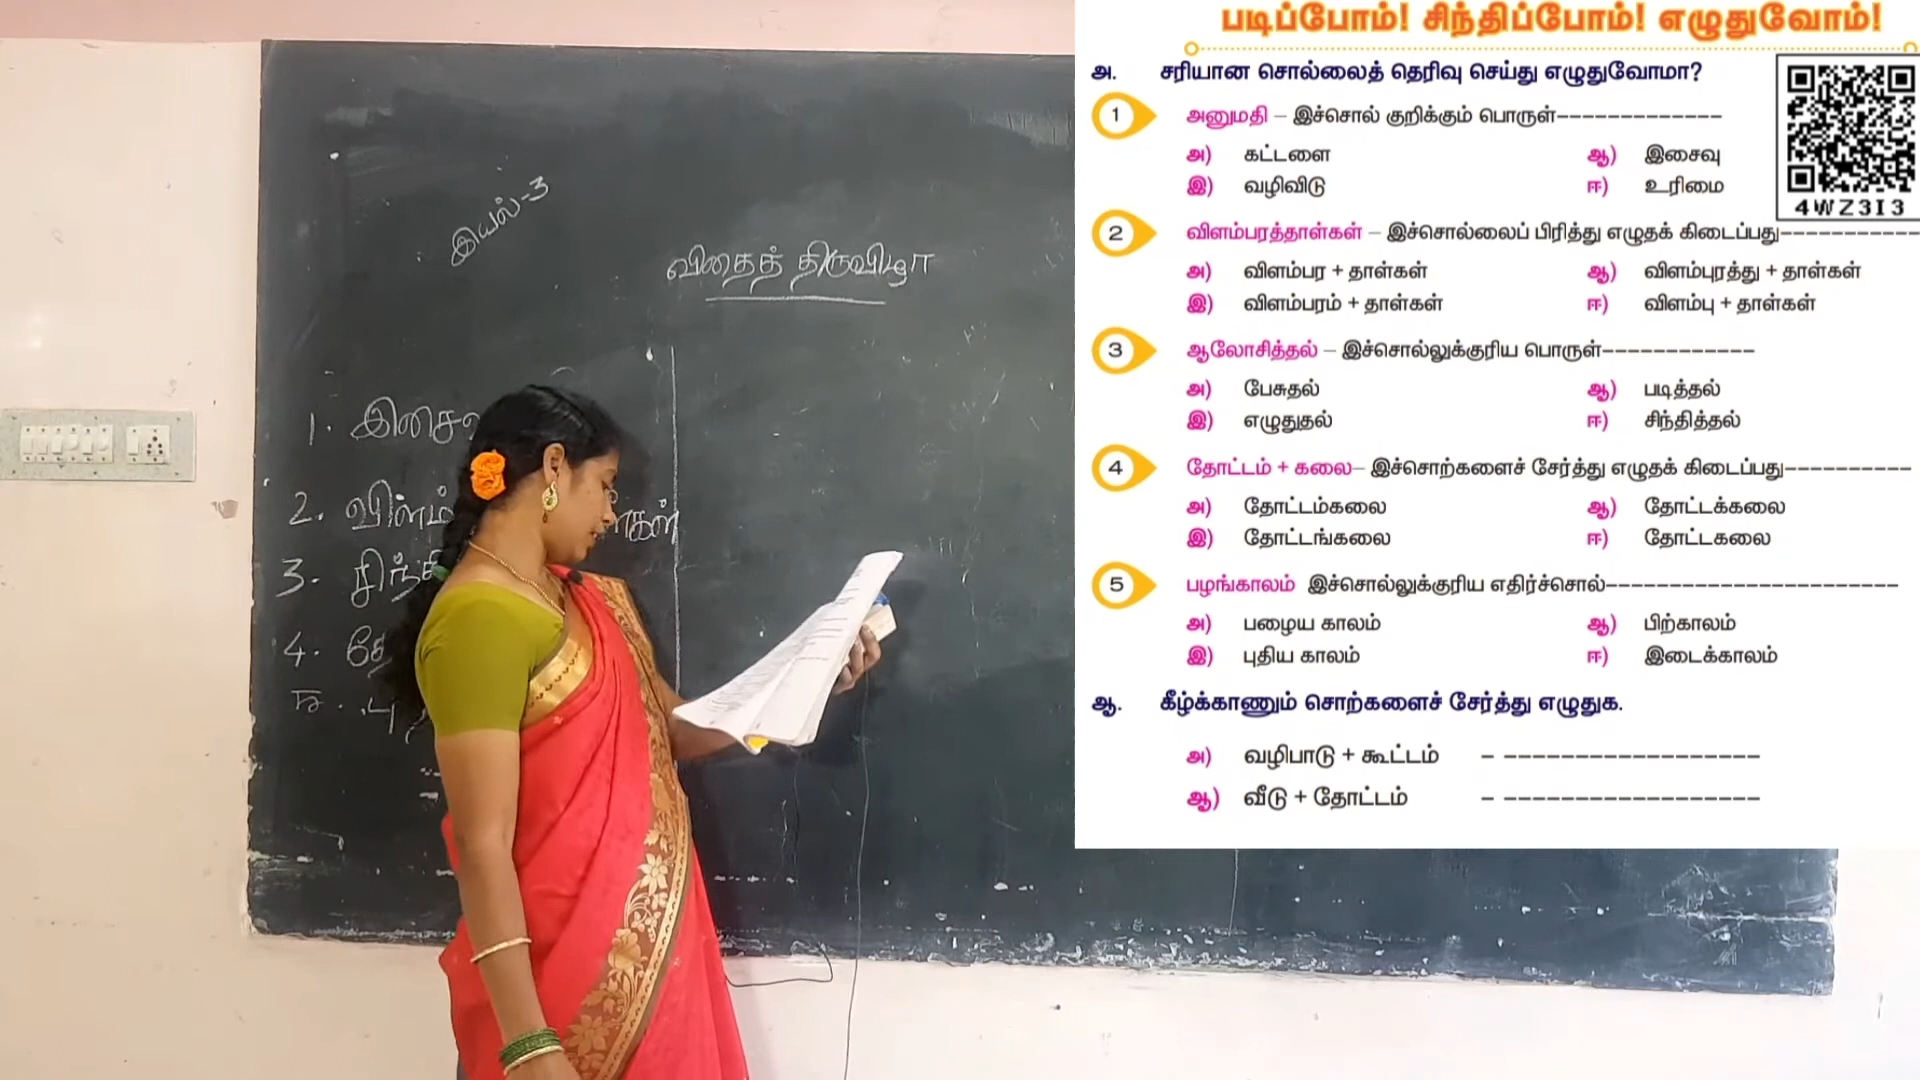 இயல்-3
விதைத் திருவிழா
1.
2.
3.
4.
படிப்போம்! சிந்திப்போம்! எழுதுவோம்!
அ. சரியான சொல்லைத் தெரிவு செய்து எழுதுவோமா?
1 அனுமதி – இச்சொல் குறிக்கும் பொருள்-------------
அ) கட்டளை ஆ) இசைவு
இ) வழிவிடு ஈ) உரிமை
4WZ3I3
2 விளம்பரத்தாள்கள் – இச்சொல்லைப் பிரித்து எழுதக் கிடைப்பது-----------
அ) விளம்பர + தாள்கள் ஆ) விளம்புரத்து + தாள்கள்
இ) விளம்பரம் + தாள்கள் ஈ) விளம்பு + தாள்கள்
3 ஆலோசித்தல் – இச்சொல்லுக்குரிய பொருள்------------
அ) பேசுதல் ஆ) படித்தல்
இ) எழுதுதல் ஈ) சிந்தித்தல்
4 தோட்டம் + கலை– இச்சொற்களைச் சேர்த்து எழுதக் கிடைப்பது----------
அ) தோட்டம்கலை ஆ) தோட்டக்கலை
இ) தோட்டங்கலை ஈ) தோட்டகலை
5 பழங்காலம் இச்சொல்லுக்குரிய எதிர்ச்சொல்-----------------------
அ) பழைய காலம் ஆ) பிற்காலம்
இ) புதிய காலம் ஈ) இடைக்காலம்
ஆ. கீழ்க்காணும் சொற்களைச் சேர்த்து எழுதுக.
அ) வழிபாடு + கூட்டம் - --------------------
ஆ) வீடு + தோட்டம் - --------------------